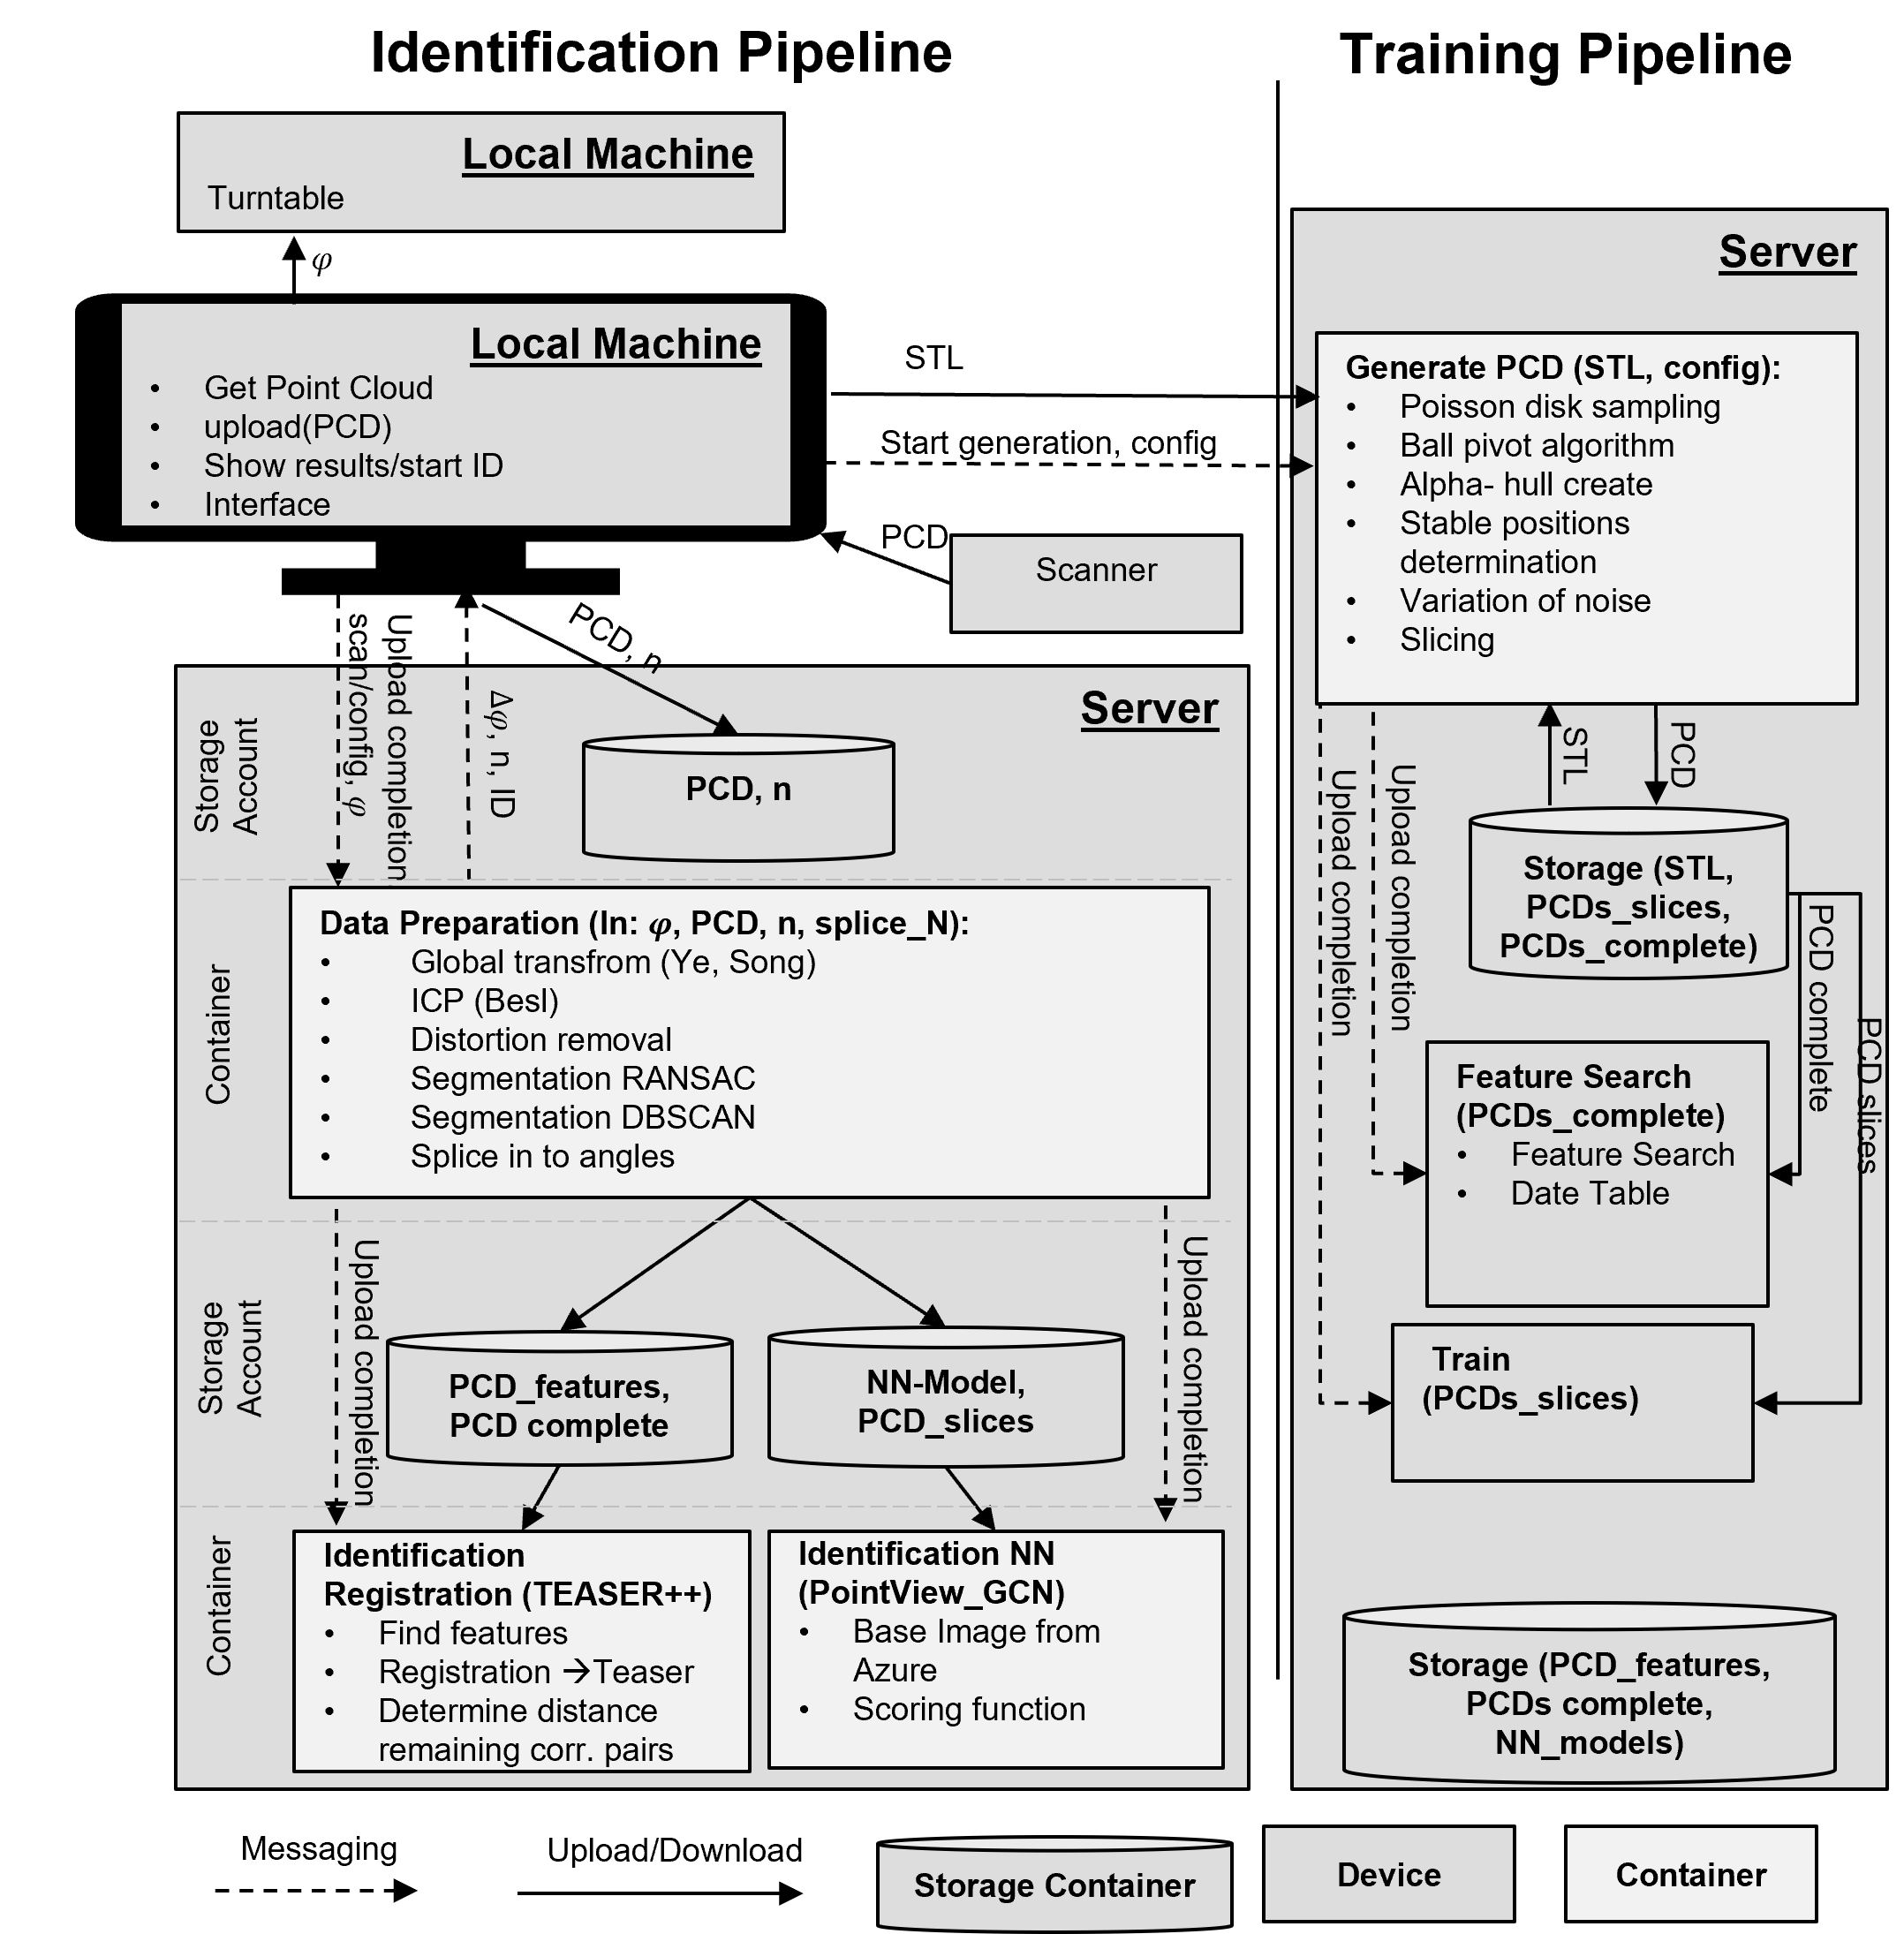 Identification Pipeline
Training Pipeline
Local Machine
Turntable
φ
Local Machine
• Get Point Cloud
• upload(PCD)
• Show results/start ID
• Interface
STL
Start generation, config
PCD
Scanner
Upload completion
scan/config, φ
Δφ, n, ID
PCD, n
Server
Storage
Account
PCD, n
Container
Data Preparation (In: φ, PCD, n, splice_N):
• Global transfrom (Ye, Song)
• ICP (Besl)
• Distortion removal
• Segmentation RANSAC
• Segmentation DBSCAN
• Splice in to angles
Storage
Account
Upload completion
PCD_features,
PCD complete
NN-Model,
PCD_slices
Upload completion
Container
Identification
Registration (TEASER++)
• Find features
• Registration →Teaser
• Determine distance
remaining corr. pairs
Identification NN
(PointView_GCN)
• Base Image from
Azure
• Scoring function
Server
Generate PCD (STL, config):
• Poisson disk sampling
• Ball pivot algorithm
• Alpha- hull create
• Stable positions
determination
• Variation of noise
• Slicing
STL
PCD
Upload completion
Upload completion
Storage (STL,
PCDs_slices,
PCDs_complete)
PCD complete
PCD slices
Feature Search
(PCDs_complete)
• Feature Search
• Date Table
Train
(PCDs_slices)
Storage (PCD_features,
PCDs complete,
NN_models)
Messaging
Upload/Download
Storage Container
Device
Container